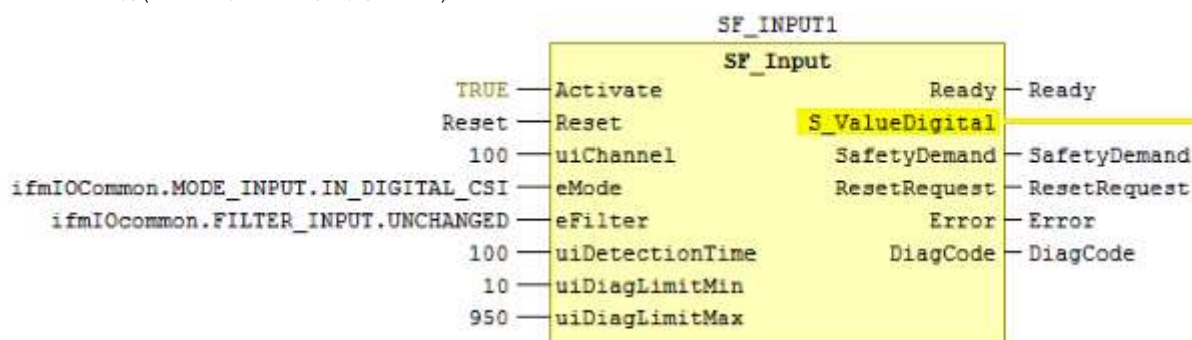 SF_INPUT1
SF_Input
TRUE Activate Ready Ready
Reset Reset S_ValueDigital
100 uiChannel SafetyDemand SafetyDemand
ifmIOCommon.MODE_INPUT.IN_DIGITAL_CSI eMode ResetRequest ResetRequest
ifmIOcommon.FILTER_INPUT.UNCHANGED eFilter Error Error
100 uiDetectionTime DiagCode DiagCode
10 uiDiagLimitMin
950 uiDiagLimitMax